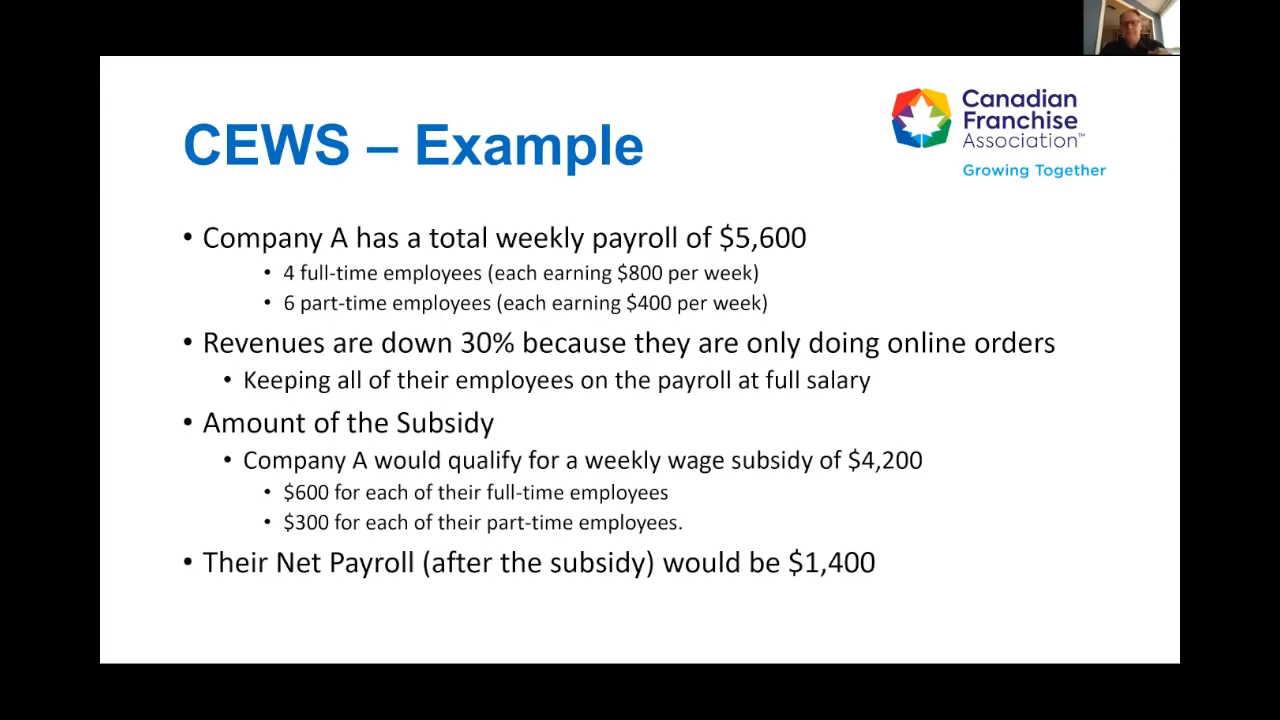 Canadian
Franchise
Association™
Growing Together
CEWS – Example
• Company A has a total weekly payroll of $5,600
• 4 full-time employees (each earning $800 per week)
• 6 part-time employees (each earning $400 per week)
• Revenues are down 30% because they are only doing online orders
• Keeping all of their employees on the payroll at full salary
• Amount of the Subsidy
• Company A would qualify for a weekly wage subsidy of $4,200
• $600 for each of their full-time employees
• $300 for each of their part-time employees.
• Their Net Payroll (after the subsidy) would be $1,400